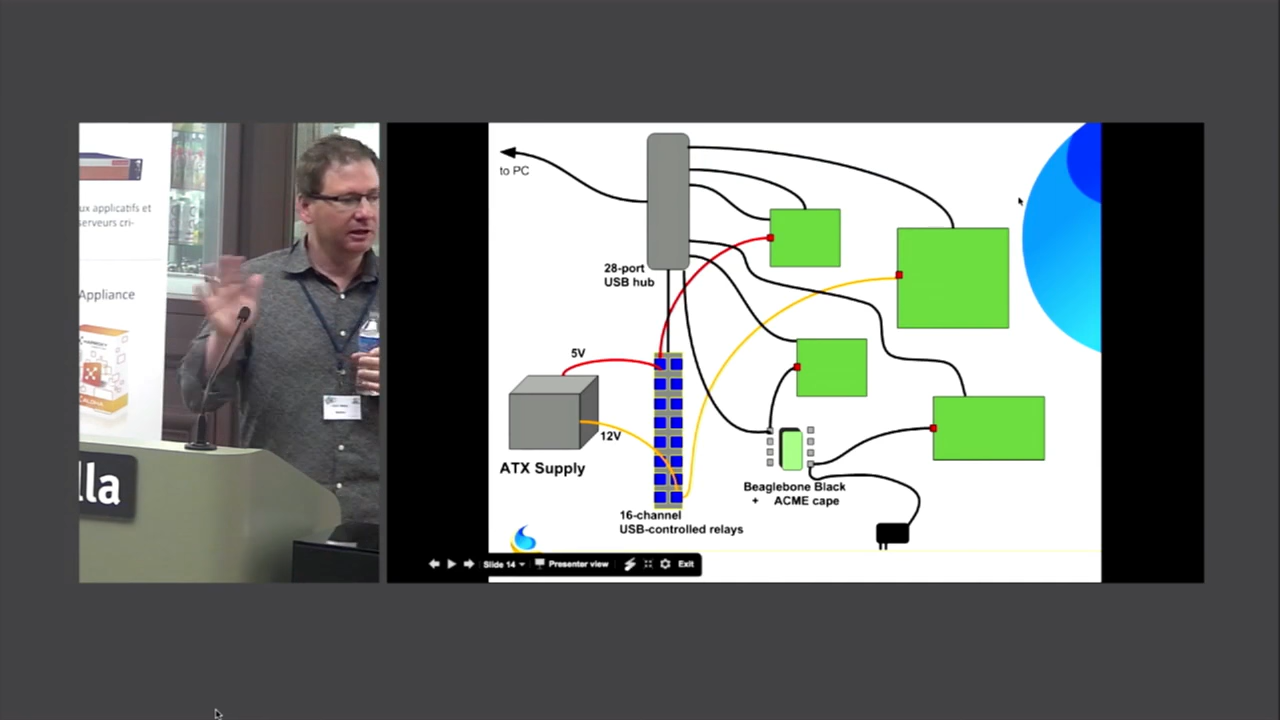 ux applicatifs et
serveurs cri-
Appliance
lla
to PC
28-port
USB hub
5V
12V
ATX Supply
16-channel
USB-controlled relays
Beaglebone Black
+ ACME cape
Slide 14
Presenter view
Exit